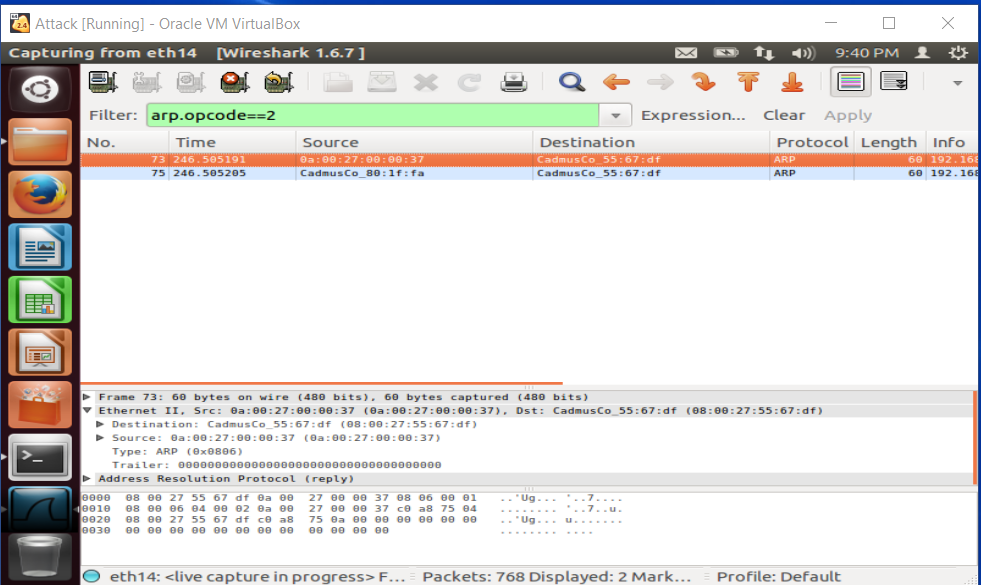 Attack [Running] - Oracle VM VirtualBox
Capturing from eth14 [Wireshark 1.6.7 ] 9:40 PM
Filter: arp.opcode==2 Expression... Clear Apply
No. Time Source Destination Protocol Length Info
73 246.505191 0a:00:27:00:00:37 CadmusCo_55:67:df ARP 60 192.168
75 246.505205 CadmusCo_80:1f:fa CadmusCo_55:67:df ARP 60 192.168
Frame 73: 60 bytes on wire (480 bits), 60 bytes captured (480 bits)
Ethernet II, Src: 0a:00:27:00:00:37 (0a:00:27:00:00:37), Dst: CadmusCo_55:67:df (08:00:27:55:67:df)
Destination: CadmusCo_55:67:df (08:00:27:55:67:df)
Source: 0a:00:27:00:00:37 (0a:00:27:00:00:37)
Type: ARP (0x0806)
Trailer: 000000000000000000000000000000000000
Address Resolution Protocol (reply)
0000 08 00 27 55 67 df 0a 00 27 00 00 37 08 06 00 01 ..'Ug... '..7....
0010 08 00 06 04 00 02 0a 00 27 00 00 37 c0 a8 75 04 ........ '..7..u.
0020 08 00 27 55 67 df c0 a8 75 0a 00 00 00 00 00 00 ..'Ug... u.......
0030 00 00 00 00 00 00 00 00 00 00 00 00 ........ ....
eth14: <live capture in progress> F... Packets: 768 Displayed: 2 Mark... Profile: Default